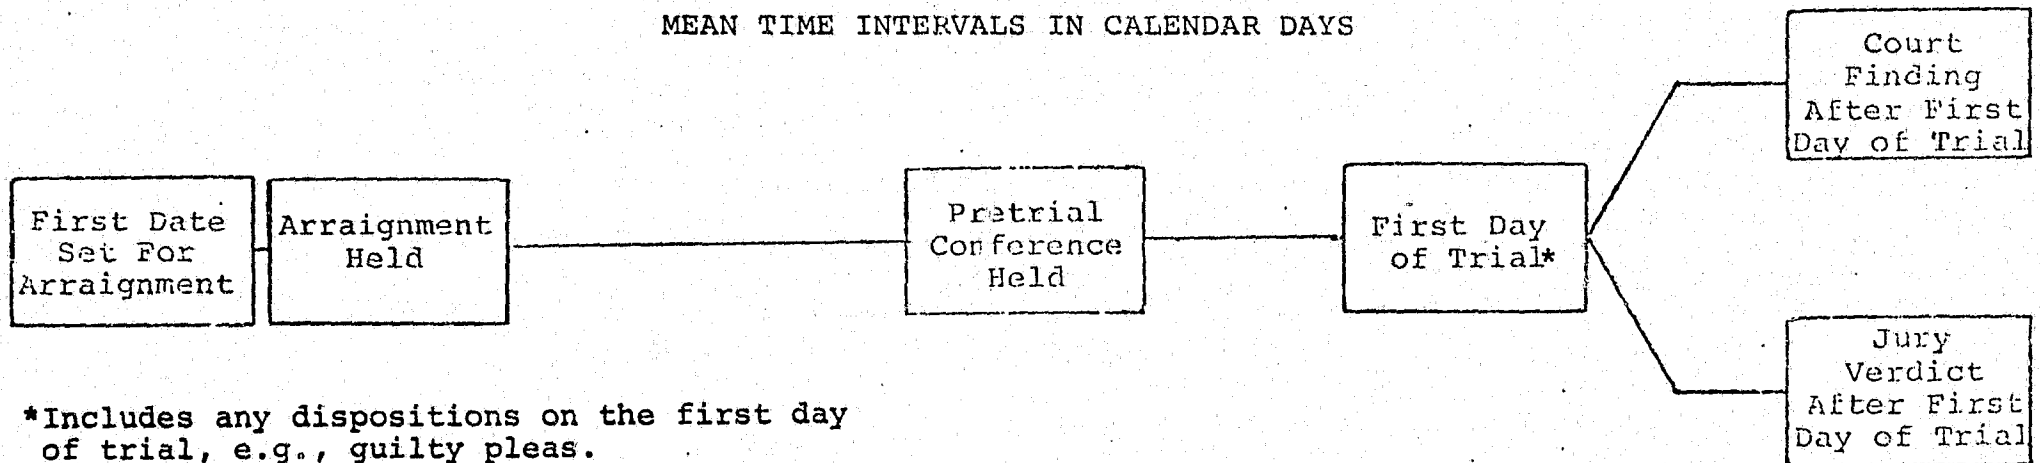 MEAN TIME INTERVALS IN CALENDAR DAYS
Court
Finding
After First
Day of Trial
First Date
Set For
Arraignment
Arraignment
Held
Pretrial
Conference
Held
First Day
of Trial*
Jury
Verdict
After First
Day of Trial
*Includes any dispositions on the first day
of trial, e.g., guilty pleas.